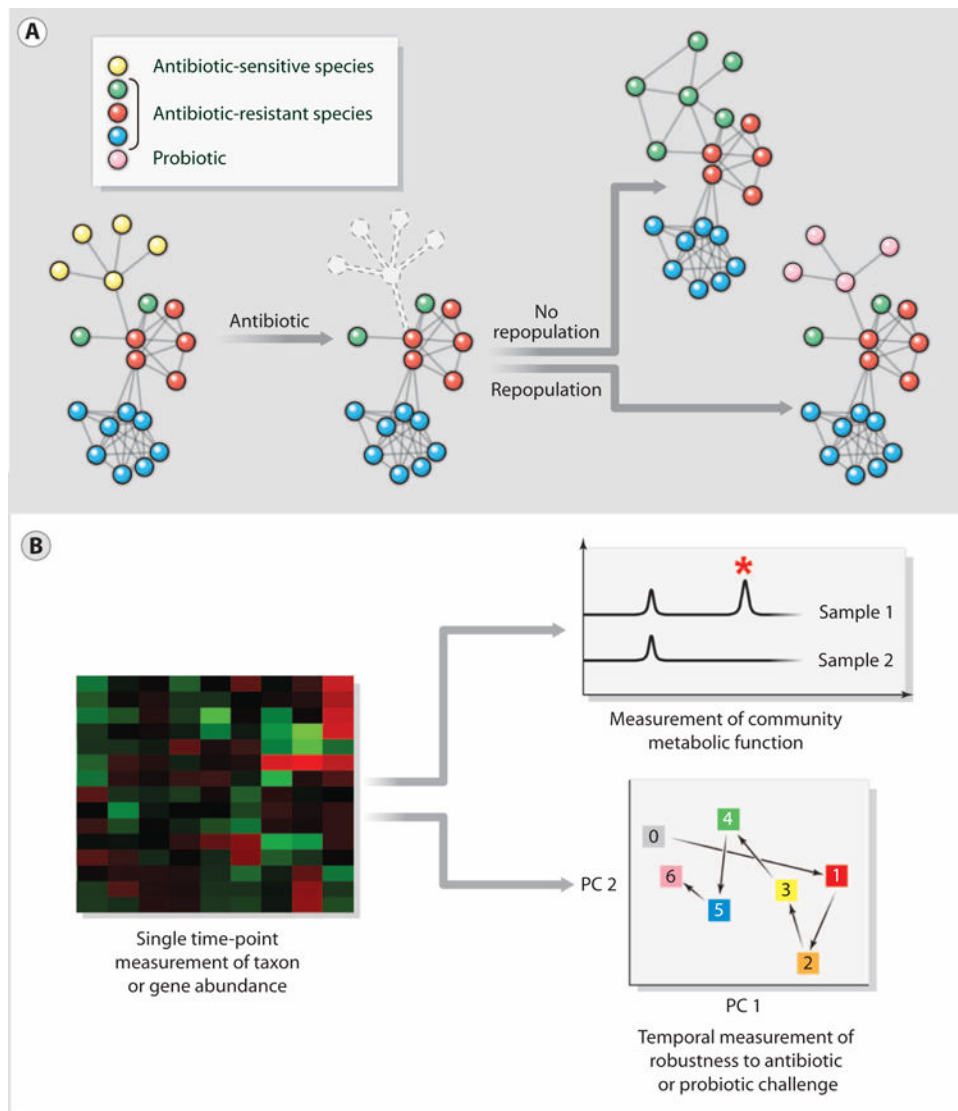 A
Antibiotic-sensitive species
Antibiotic-resistant species
Probiotic
Antibiotic
No
repopulation
Repopulation
B
*
Sample 1
Sample 2
Measurement of community
metabolic function
Single time-point
measurement of taxon
or gene abundance
PC 2
0
4
6
5
3
1
2
PC 1
Temporal measurement of
robustness to antibiotic
or probiotic challenge